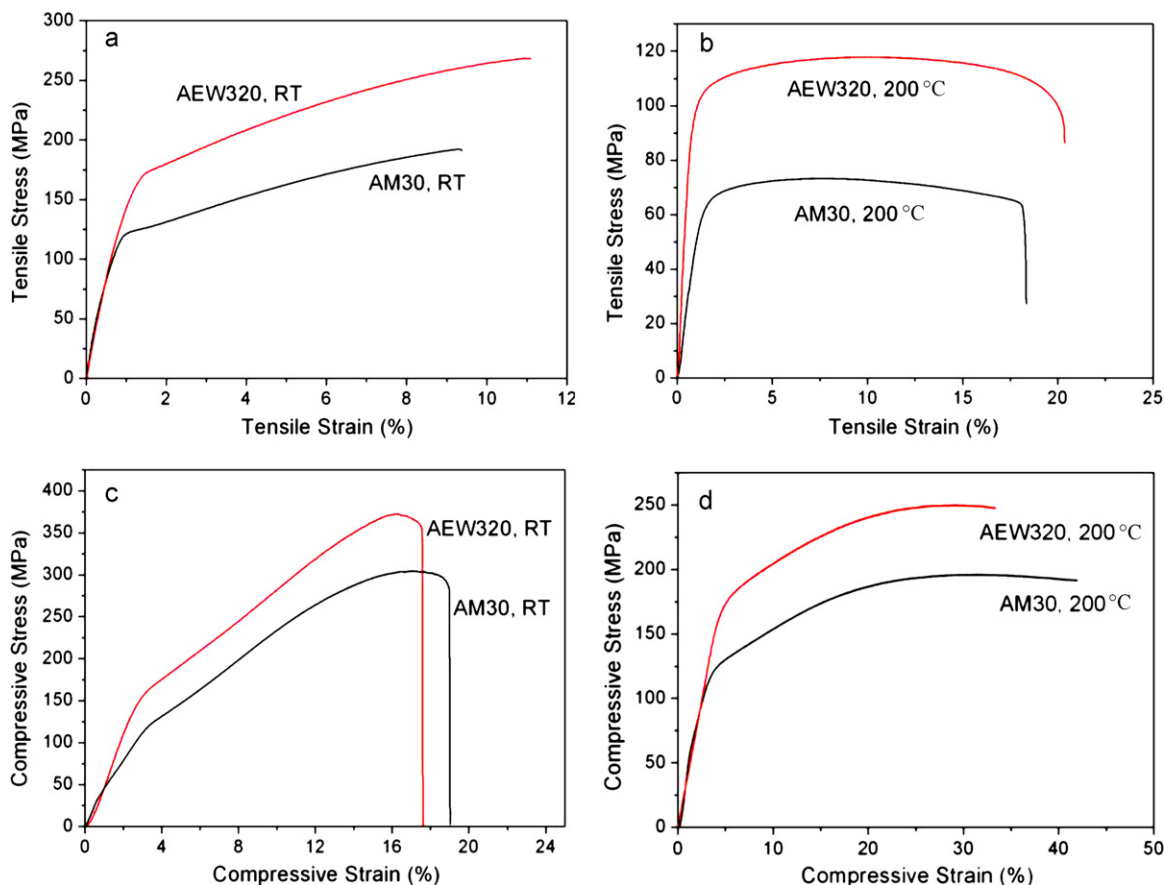 a
300
250
200
150
100
50
0
Tensile Stress (MPa)
AEW320, RT
AM30, RT
0 2 4 6 8 10 12
Tensile Strain (%)
b
120
100
80
60
40
20
0
Tensile Stress (MPa)
AEW320, 200°C
AM30, 200°C
0 5 10 15 20 25
Tensile Strain (%)
c
400
350
300
250
200
150
100
50
0
Compressive Stress (MPa)
AEW320, RT
AM30, RT
0 4 8 12 16 20 24
Compressive Strain (%)
d
250
200
150
100
50
0
Compressive Stress (MPa)
AEW320, 200°C
AM30, 200°C
0 10 20 30 40 50
Compressive Strain (%)